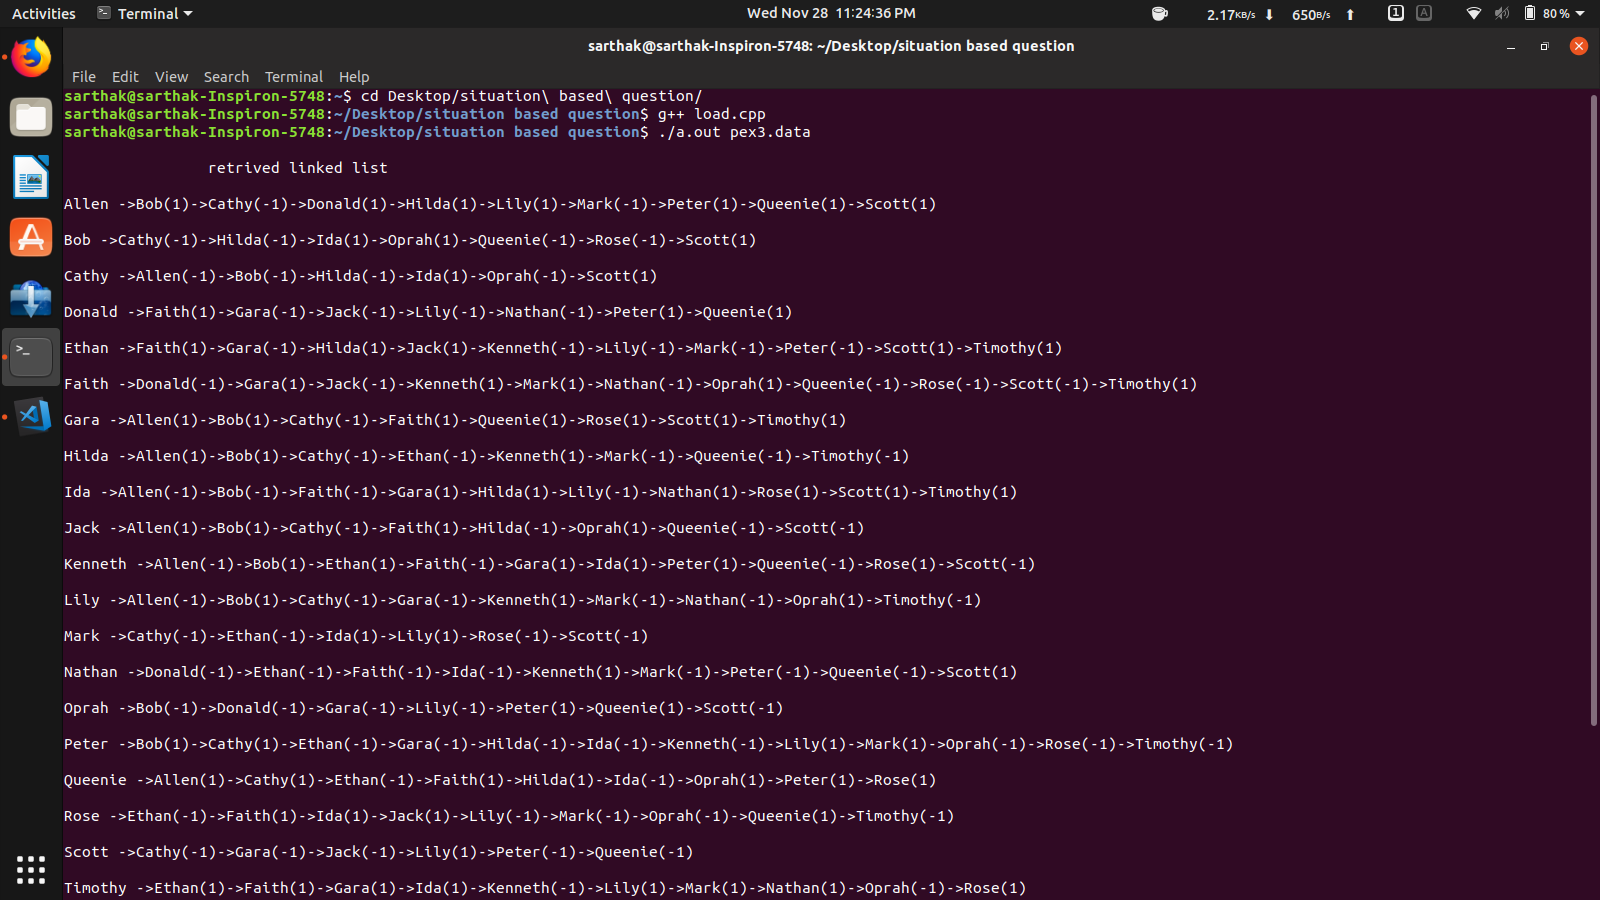 Activities Terminal Wed Nov 28 11:24:36 PM 2.17KB/s 650B/s 1 A 80 %
sarthak@sarthak-Inspiron-5748: ~/Desktop/situation based question
File Edit View Search Terminal Help
sarthak@sarthak-Inspiron-5748:~$ cd Desktop/situation\ based\ question/
sarthak@sarthak-Inspiron-5748:~/Desktop/situation based question$ g++ load.cpp
sarthak@sarthak-Inspiron-5748:~/Desktop/situation based question$ ./a.out pex3.data
retrived linked list
Allen ->Bob(1)->Cathy(-1)->Donald(1)->Hilda(1)->Lily(1)->Mark(-1)->Peter(1)->Queenie(1)->Scott(1)
Bob ->Cathy(-1)->Hilda(-1)->Ida(1)->Oprah(1)->Queenie(-1)->Rose(-1)->Scott(1)
Cathy ->Allen(-1)->Bob(-1)->Hilda(-1)->Ida(1)->Oprah(-1)->Scott(1)
Donald ->Faith(1)->Gara(-1)->Jack(-1)->Lily(-1)->Nathan(-1)->Peter(1)->Queenie(1)
Ethan ->Faith(1)->Gara(-1)->Hilda(1)->Jack(1)->Kenneth(-1)->Lily(-1)->Mark(-1)->Peter(-1)->Scott(1)->Timothy(1)
Faith ->Donald(-1)->Gara(1)->Jack(-1)->Kenneth(1)->Mark(1)->Nathan(-1)->Oprah(1)->Queenie(-1)->Rose(-1)->Scott(-1)->Timothy(1)
Gara ->Allen(1)->Bob(1)->Cathy(-1)->Faith(1)->Queenie(-1)->Rose(1)->Scott(1)->Timothy(1)
Hilda ->Allen(1)->Bob(1)->Cathy(-1)->Ethan(-1)->Kenneth(1)->Mark(-1)->Queenie(-1)->Timothy(-1)
Ida ->Allen(-1)->Bob(-1)->Faith(-1)->Gara(1)->Hilda(1)->Lily(-1)->Nathan(1)->Rose(1)->Scott(1)->Timothy(1)
Jack ->Allen(1)->Bob(1)->Cathy(-1)->Faith(1)->Hilda(-1)->Oprah(1)->Queenie(-1)->Scott(-1)
Kenneth ->Allen(-1)->Bob(1)->Ethan(1)->Faith(-1)->Gara(1)->Ida(1)->Peter(1)->Queenie(-1)->Rose(1)->Scott(-1)
Lily ->Allen(-1)->Bob(1)->Cathy(-1)->Gara(-1)->Kenneth(1)->Mark(-1)->Nathan(-1)->Oprah(1)->Timothy(-1)
Mark ->Cathy(-1)->Ethan(-1)->Ida(1)->Lily(1)->Rose(-1)->Scott(-1)
Nathan ->Donald(-1)->Ethan(-1)->Faith(-1)->Ida(-1)->Kenneth(1)->Mark(-1)->Peter(-1)->Queenie(-1)->Scott(1)
Oprah ->Bob(-1)->Donald(-1)->Gara(-1)->Lily(-1)->Peter(1)->Queenie(1)->Scott(-1)
Peter ->Bob(1)->Cathy(1)->Ethan(-1)->Gara(-1)->Hilda(-1)->Ida(-1)->Kenneth(-1)->Lily(1)->Mark(1)->Oprah(-1)->Rose(-1)->Timothy(-1)
Queenie ->Allen(1)->Cathy(1)->Ethan(-1)->Faith(1)->Hilda(1)->Ida(-1)->Oprah(1)->Peter(1)->Rose(1)
Rose ->Ethan(-1)->Faith(1)->Ida(1)->Jack(1)->Lily(-1)->Mark(-1)->Oprah(-1)->Queenie(1)->Timothy(-1)
Scott ->Cathy(-1)->Gara(-1)->Jack(-1)->Lily(1)->Peter(-1)->Queenie(-1)
Timothy ->Ethan(1)->Faith(1)->Gara(1)->Ida(1)->Kenneth(-1)->Lily(1)->Mark(1)->Nathan(1)->Oprah(-1)->Rose(1)